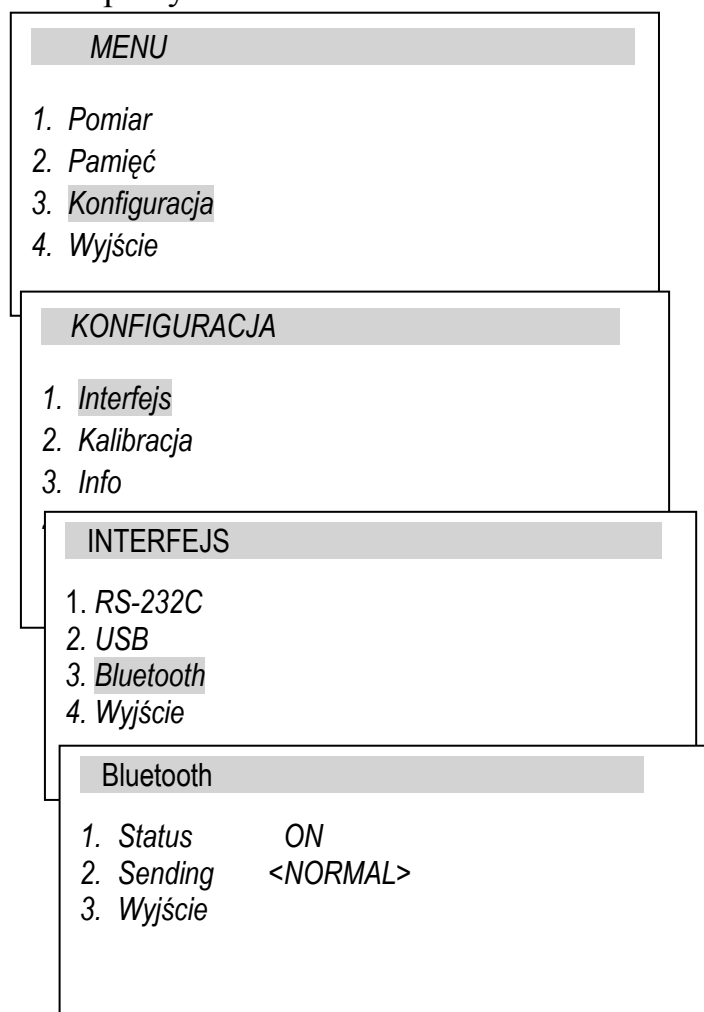 MENU
1. Pomiar
2. Pamięć
3. Konfiguracja
4. Wyjście
KONFIGURACJA
1. Interfejs
2. Kalibracja
3. Info
INTERFEJS
1. RS-232C
2. USB
3. Bluetooth
4. Wyjście
Bluetooth
1. Status ON
2. Sending <NORMAL>
3. Wyjście